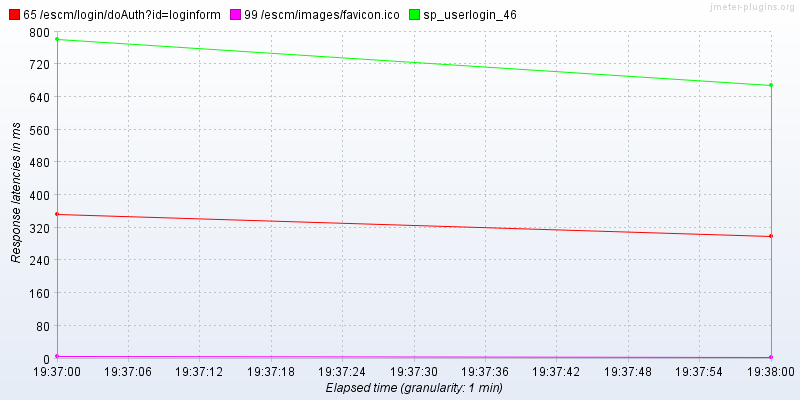 65 /escm/login/doAuth?id=loginform 99 /escm/images/favicon.ico sp_userlogin_46
jmeter-plugins.org
800
720
640
560
480
400
320
240
160
80
0
Response latencies in ms
19:37:00 19:37:06 19:37:12 19:37:18 19:37:24 19:37:30 19:37:36 19:37:42 19:37:48 19:37:54 19:38:00
Elapsed time (granularity: 1 min)